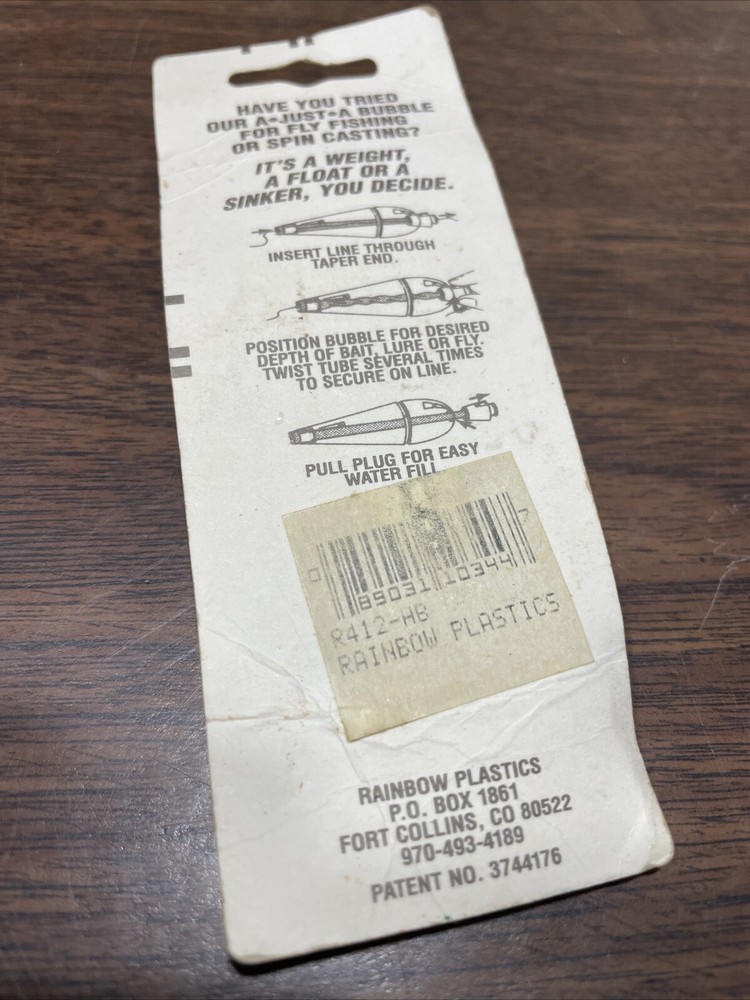 HAVE YOU TRIED
OUR A•JUST•A BUBBLE
FOR FLY FISHING
OR SPIN CASTING?
IT'S A WEIGHT,
A FLOAT OR A
SINKER, YOU DECIDE.
INSERT LINE THROUGH
TAPER END.
POSITION BUBBLE FOR DESIRED
DEPTH OF BAIT, LURE OR FLY.
TWIST TUBE SEVERAL TIMES
TO SECURE ON LINE.
PULL PLUG FOR EASY
WATER FILL.
0 89031 10344 7
R412-HB
RAINBOW PLASTICS
RAINBOW PLASTICS
P.O. BOX 1861
FORT COLLINS, CO 80522
970-493-4189
PATENT NO. 3744176